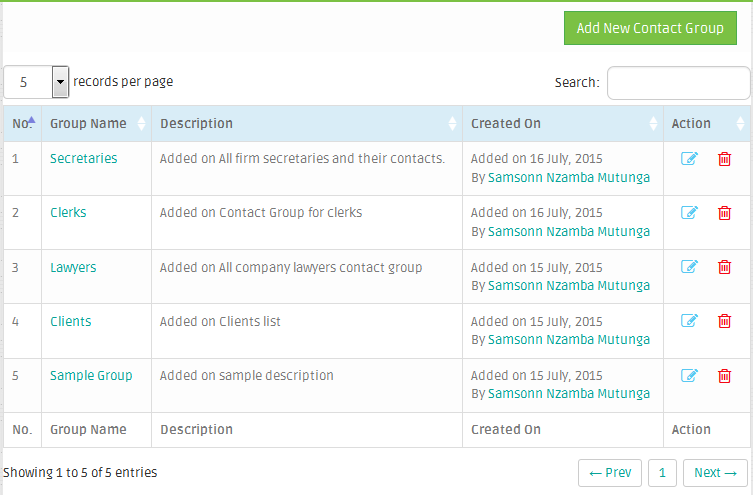 Add New Contact Group
5 records per page Search:
No. Group Name Description Created On Action
1 Secretaries Added on All firm secretaries and their contacts. Added on 16 July, 2015
By Samsonn Nzamba Mutunga
2 Clerks Added on Contact Group for clerks Added on 16 July, 2015
By Samsonn Nzamba Mutunga
3 Lawyers Added on All company lawyers contact group Added on 15 July, 2015
By Samsonn Nzamba Mutunga
4 Clients Added on Clients list Added on 15 July, 2015
By Samsonn Nzamba Mutunga
5 Sample Group Added on sample description Added on 15 July, 2015
By Samsonn Nzamba Mutunga
No. Group Name Description Created On Action
Showing 1 to 5 of 5 entries ← Prev 1 Next →